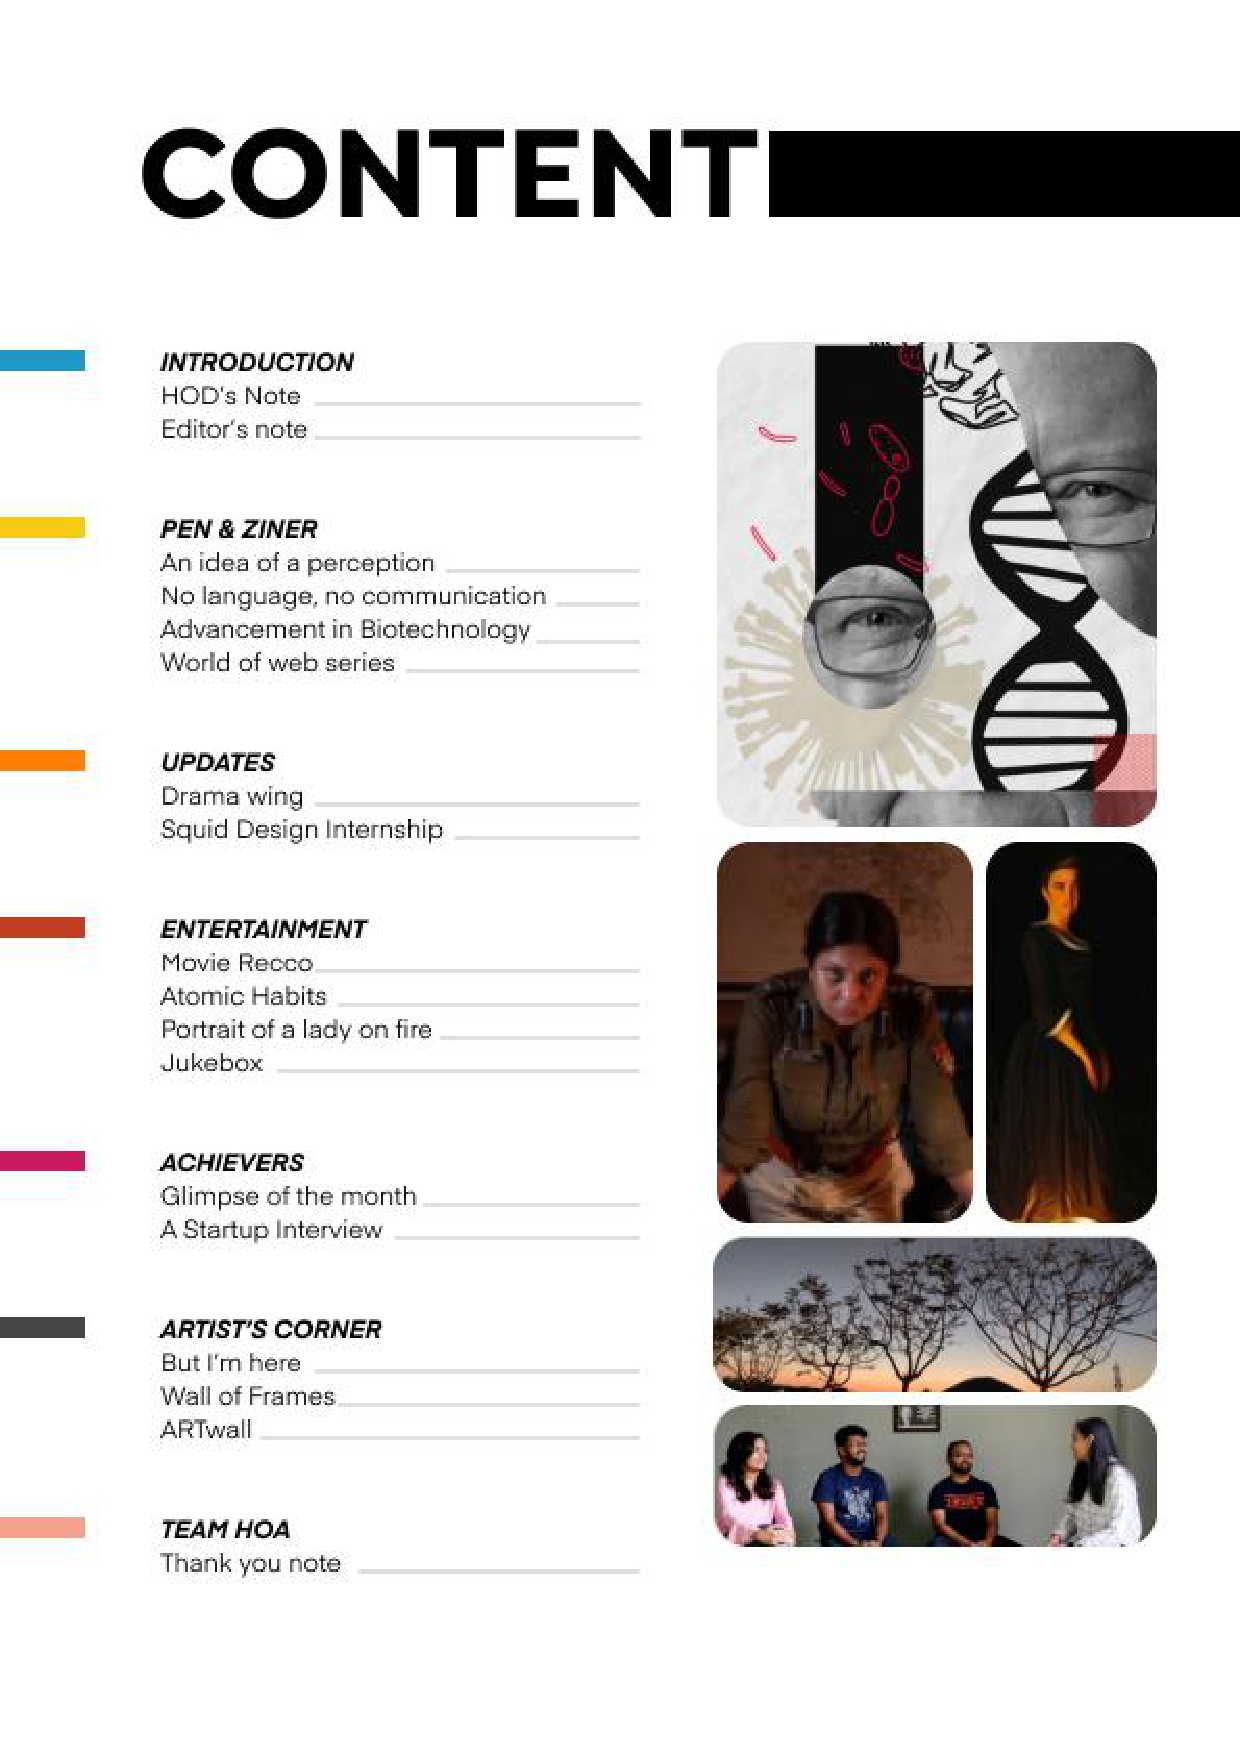 CONTENT
INTRODUCTION
HOD's Note
Editor's note
PEN & ZINER
An idea of a perception
No language, no communication
Advancement in Biotechnology
World of web series
UPDATES
Drama wing
Squid Design Internship
ENTERTAINMENT
Movie Recco
Atomic Habits
Portrait of a lady on fire
Jukebox
ACHIEVERS
Glimpse of the month
A Startup Interview
ARTIST'S CORNER
But I'm here
Wall of Frames
ARTwall
TEAM HOA
Thank you note